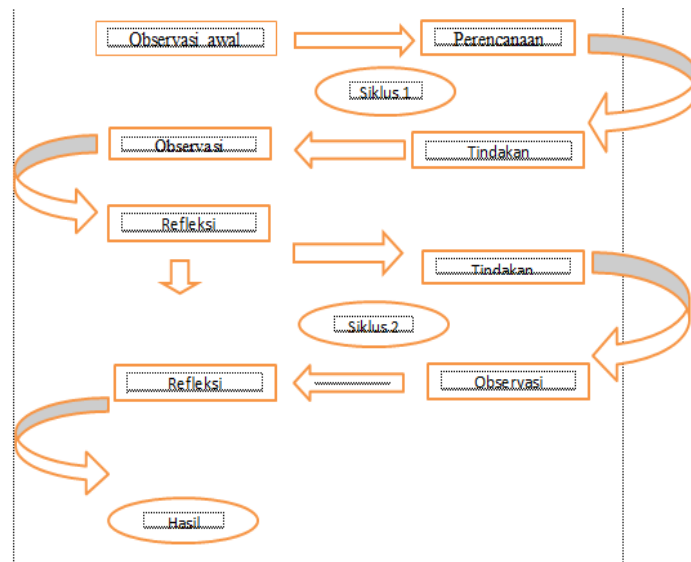 Observasi awal
Perencanaan
Siklus 1
Observasi
Tindakan
Refleksi
Tindakan
Siklus 2
Refleksi
Observasi
Hasil